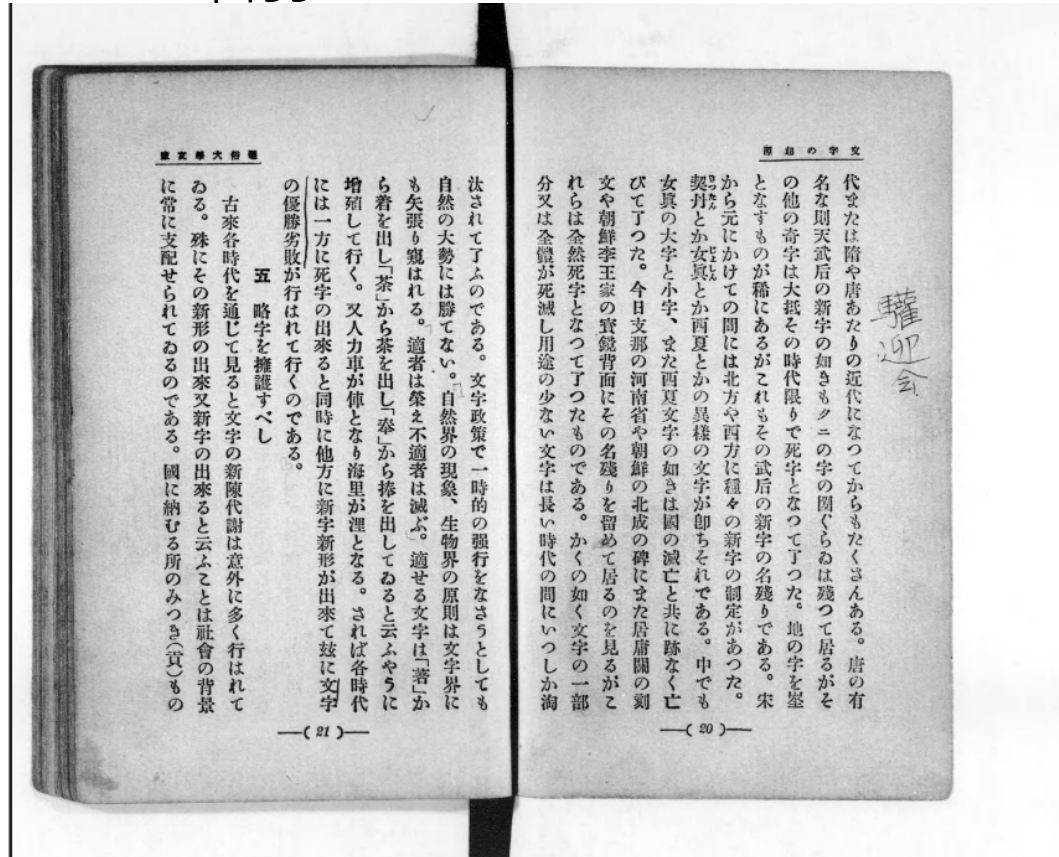 文字の起原
代または隋や唐あたりの近代になつてからもたくさんある。唐の有
名な則天武后の新字の如きもクニの字の圀ぐらゐは殘つて居るがそ
の他の奇字は大抵その時代限りで死字となつて了つた。地の字を埊
となすものが稀にあるがこれもその武后の新字の名殘りである。宋
から元にかけての間には北方や西方に種々の新字の制定があつた。
契丹とか女眞とか西夏とかの異樣の文字が卽ちそれである。中でも
きつたん
じよしん
女眞の大字と小字、また西夏文字の如きは國の滅亡と共に跡なく亡
びて了つた。今日支那の河南省や朝鮮の北成の碑にまた居庸關の刻
文や朝鮮李王家の寶鏡背面にその名殘りを留めて居るのを見るがこ
れらは全然死字となつて了つたものである。かくの如く文字の一部
分又は全體が死滅し用途の少ない文字は長い時代の間にいつしか淘
—( 20 )—
迎会
汰されて了ふのである。文字政策で一時的の强行をなさうとしても
自然の大勢には勝てない。自然界の現象、生物界の原則は文字界に
も矢張り窺はれる。適者は榮え不適者は滅ぶ。適せる文字は「著」か
ら着を出し「荼」から茶を出し「奉」から捧を出してゐると云ふやうに
增殖して行く。又人力車が俥となり海里が浬となる。されば各時代
には一方に死字の出來ると同時に他方に新字新形が出來て玆に文字
の優勝劣敗が行はれて行くのである。
五 略字を擁護すべし
古來各時代を通じて見ると文字の新陳代謝は意外に多く行はれて
ゐる。殊にその新形の出來又新字の出來ると云ふことは社會の背景
に常に支配せられてゐるのである。國に納むる所のみつき(貢)もの
—( 21 )—